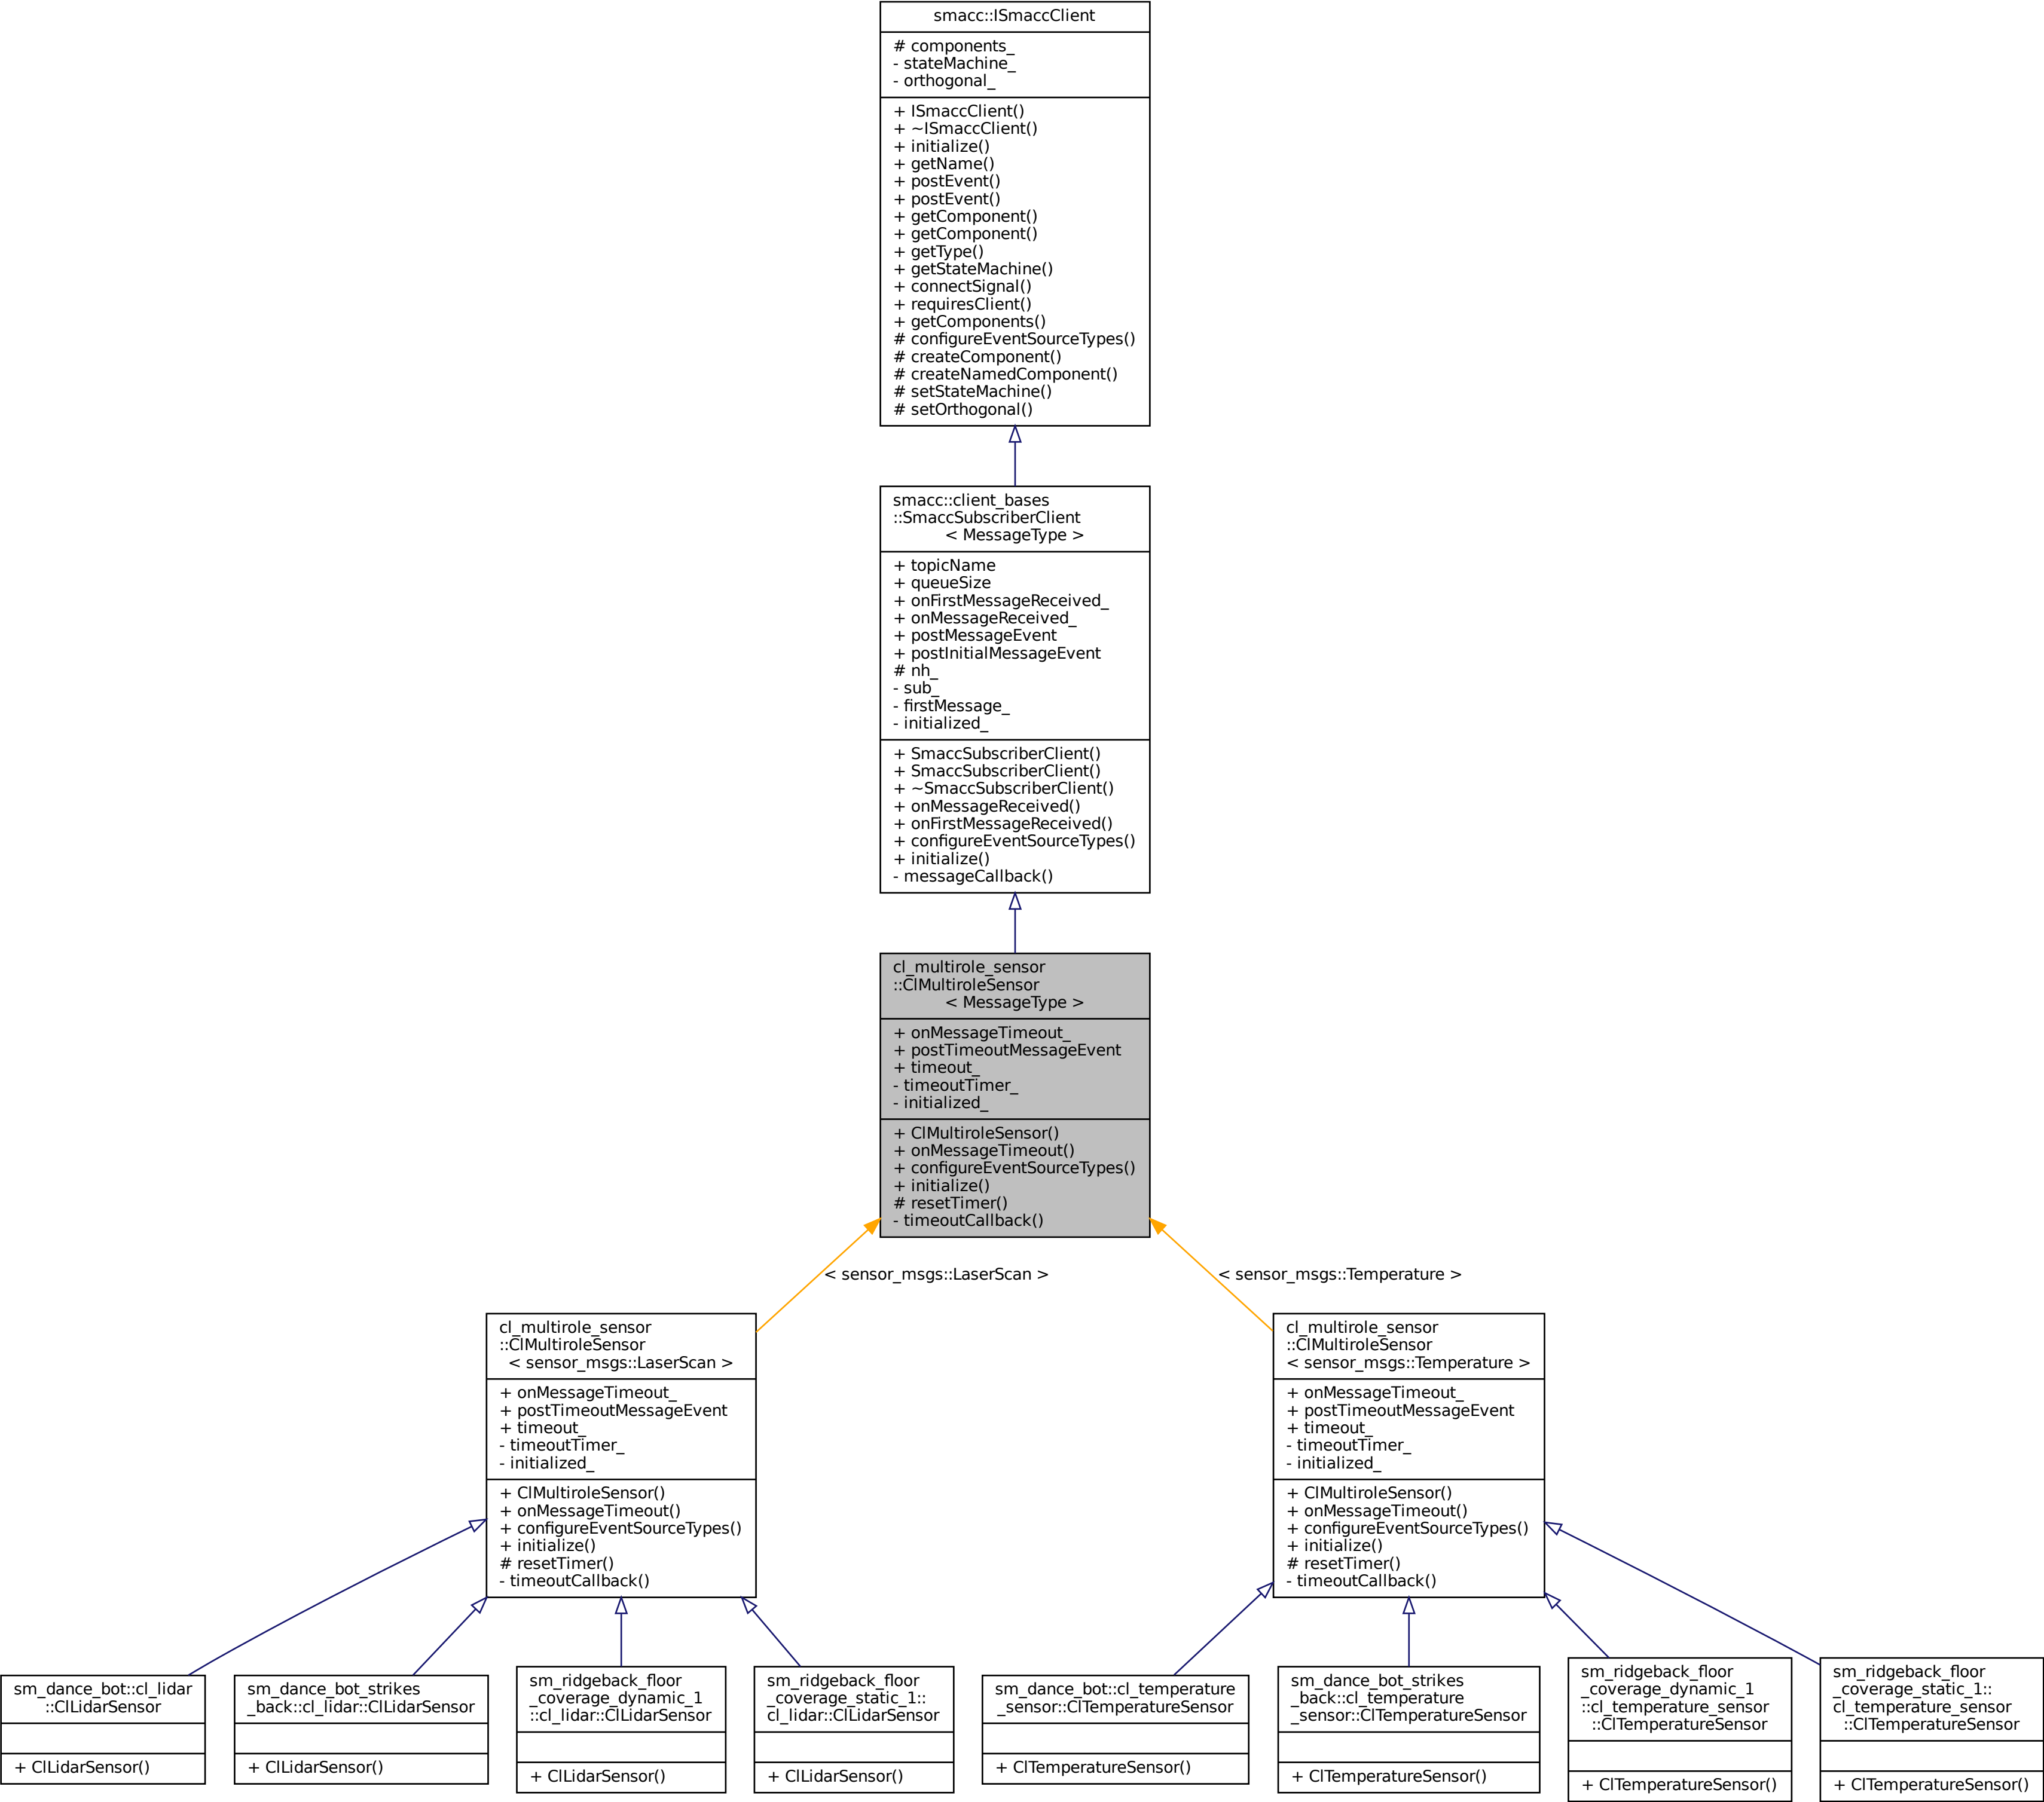 smacc::ISmaccClient
# components_
- stateMachine_
- orthogonal_
+ ISmaccClient()
+ ~ISmaccClient()
+ initialize()
+ getName()
+ postEvent()
+ postEvent()
+ getComponent()
+ getComponent()
+ getType()
+ getStateMachine()
+ connectSignal()
+ requiresClient()
+ getComponents()
# configureEventSourceTypes()
# createComponent()
# createNamedComponent()
# setStateMachine()
# setOrthogonal()
smacc::client_bases
::SmaccSubscriberClient
< MessageType >
+ topicName
+ queueSize
+ onFirstMessageReceived_
+ onMessageReceived_
+ postMessageEvent
+ postInitialMessageEvent
# nh_
- sub_
- firstMessage_
- initialized_
+ SmaccSubscriberClient()
+ SmaccSubscriberClient()
+ ~SmaccSubscriberClient()
+ onMessageReceived()
+ onFirstMessageReceived()
+ configureEventSourceTypes()
+ initialize()
- messageCallback()
cl_multirole_sensor
::ClMultiroleSensor
< MessageType >
+ onMessageTimeout_
+ postTimeoutMessageEvent
+ timeout_
- timeoutTimer_
- initialized_
+ ClMultiroleSensor()
+ onMessageTimeout()
+ configureEventSourceTypes()
+ initialize()
# resetTimer()
- timeoutCallback()
< sensor_msgs::LaserScan >
< sensor_msgs::Temperature >
cl_multirole_sensor
::ClMultiroleSensor
< sensor_msgs::LaserScan >
+ onMessageTimeout_
+ postTimeoutMessageEvent
+ timeout_
- timeoutTimer_
- initialized_
+ ClMultiroleSensor()
+ onMessageTimeout()
+ configureEventSourceTypes()
+ initialize()
# resetTimer()
- timeoutCallback()
cl_multirole_sensor
::ClMultiroleSensor
< sensor_msgs::Temperature >
+ onMessageTimeout_
+ postTimeoutMessageEvent
+ timeout_
- timeoutTimer_
- initialized_
+ ClMultiroleSensor()
+ onMessageTimeout()
+ configureEventSourceTypes()
+ initialize()
# resetTimer()
- timeoutCallback()
sm_dance_bot::cl_lidar
::ClLidarSensor
+ ClLidarSensor()
sm_dance_bot_strikes
_back::cl_lidar::ClLidarSensor
+ ClLidarSensor()
sm_ridgeback_floor
_coverage_dynamic_1
::cl_lidar::ClLidarSensor
+ ClLidarSensor()
sm_ridgeback_floor
_coverage_static_1::
cl_lidar::ClLidarSensor
+ ClLidarSensor()
sm_dance_bot::cl_temperature
_sensor::ClTemperatureSensor
+ ClTemperatureSensor()
sm_dance_bot_strikes
_back::cl_temperature
_sensor::ClTemperatureSensor
+ ClTemperatureSensor()
sm_ridgeback_floor
_coverage_dynamic_1
::cl_temperature_sensor
::ClTemperatureSensor
+ ClTemperatureSensor()
sm_ridgeback_floor
_coverage_static_1::
cl_temperature_sensor
::ClTemperatureSensor
+ ClTemperatureSensor()